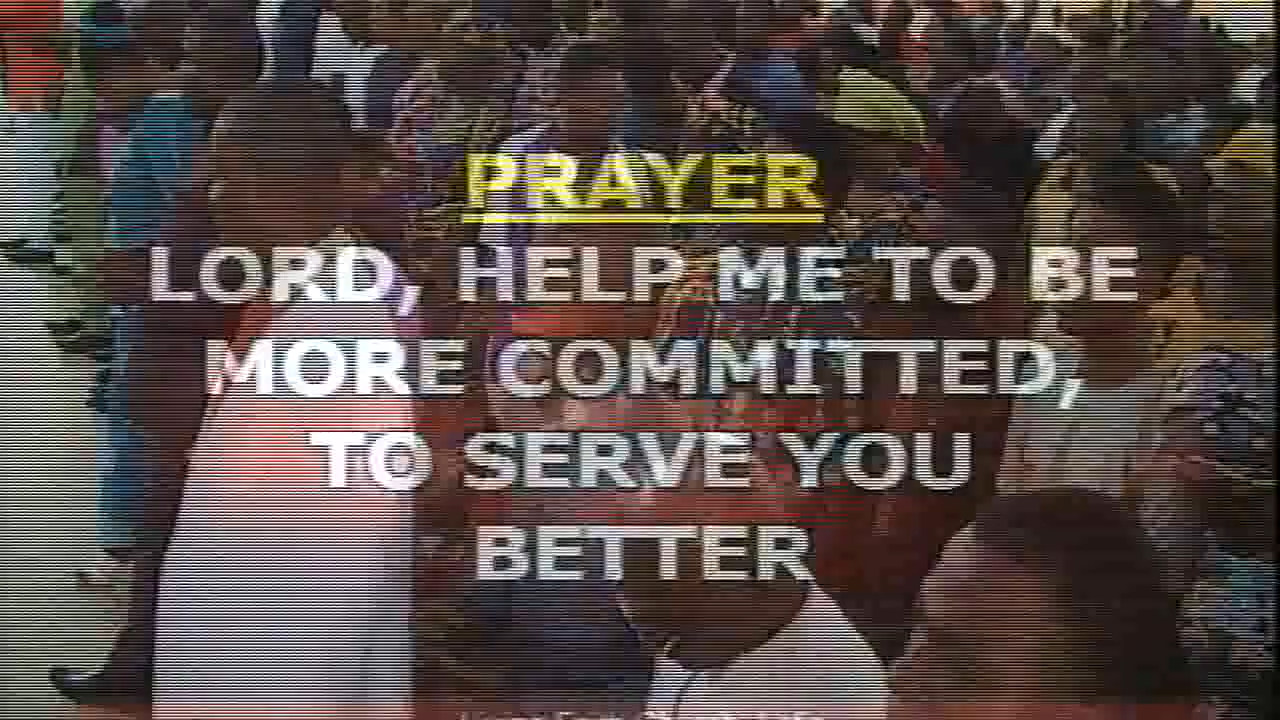 PRAYER
LORD, HELP ME TO BE
MORE COMMITTED,
TO SERVE YOU
BETTER